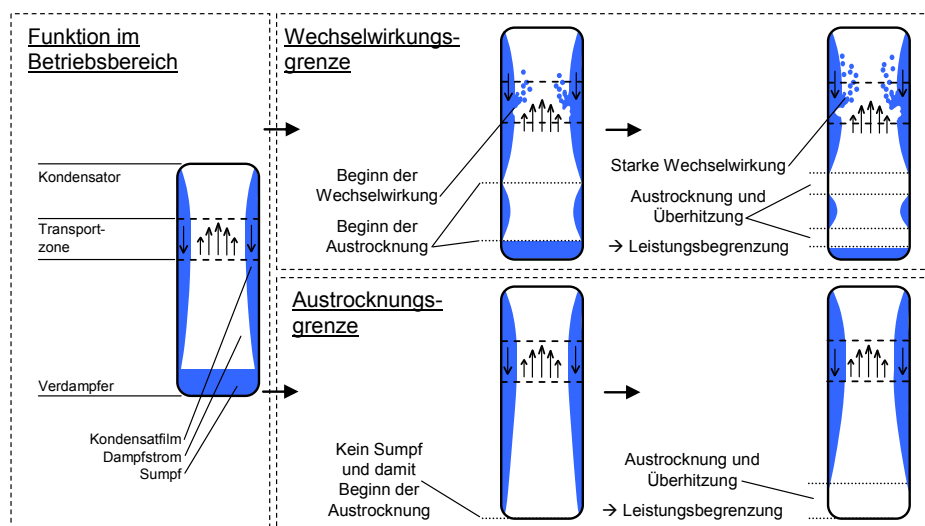 Funktion im
Betriebsbereich
Kondensator
Transport-
zone
Verdampfer
Kondensatfilm
Dampfstrom
Sumpf
Wechselwirkungs-
grenze
Beginn der
Wechselwirkung
Beginn der
Austrocknung
Starke Wechselwirkung
Austrocknung und
Überhitzung
→ Leistungsbegrenzung
Austrocknungs-
grenze
Kein Sumpf
und damit
Beginn der
Austrocknung
Austrocknung und
Überhitzung
→ Leistungsbegrenzung